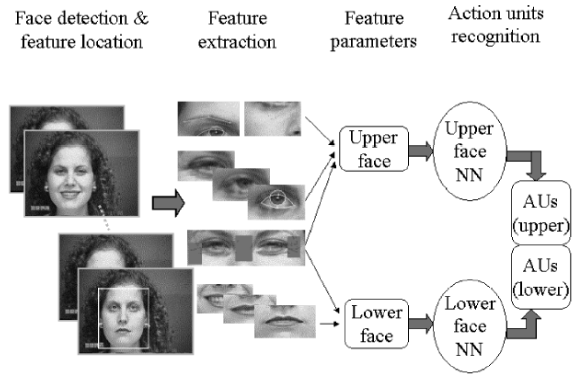 Face detection &
feature location
Feature
extraction
Feature
parameters
Action units
recognition
Upper
face
Upper
face
NN
AUs
(upper)
AUs
(lower)
Lower
face
Lower
face
NN